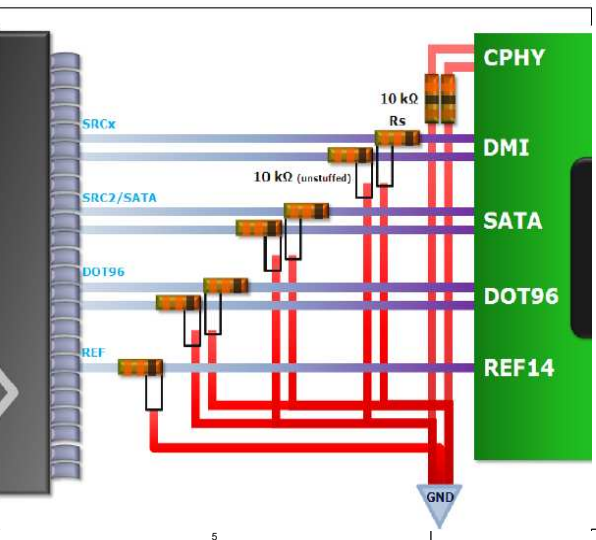 CPHY
10 kΩ
Rs
SRCx
DMI
10 kΩ (unstuffed)
SRC2/SATA
SATA
DOT96
DOT96
REF
REF14
GND
5